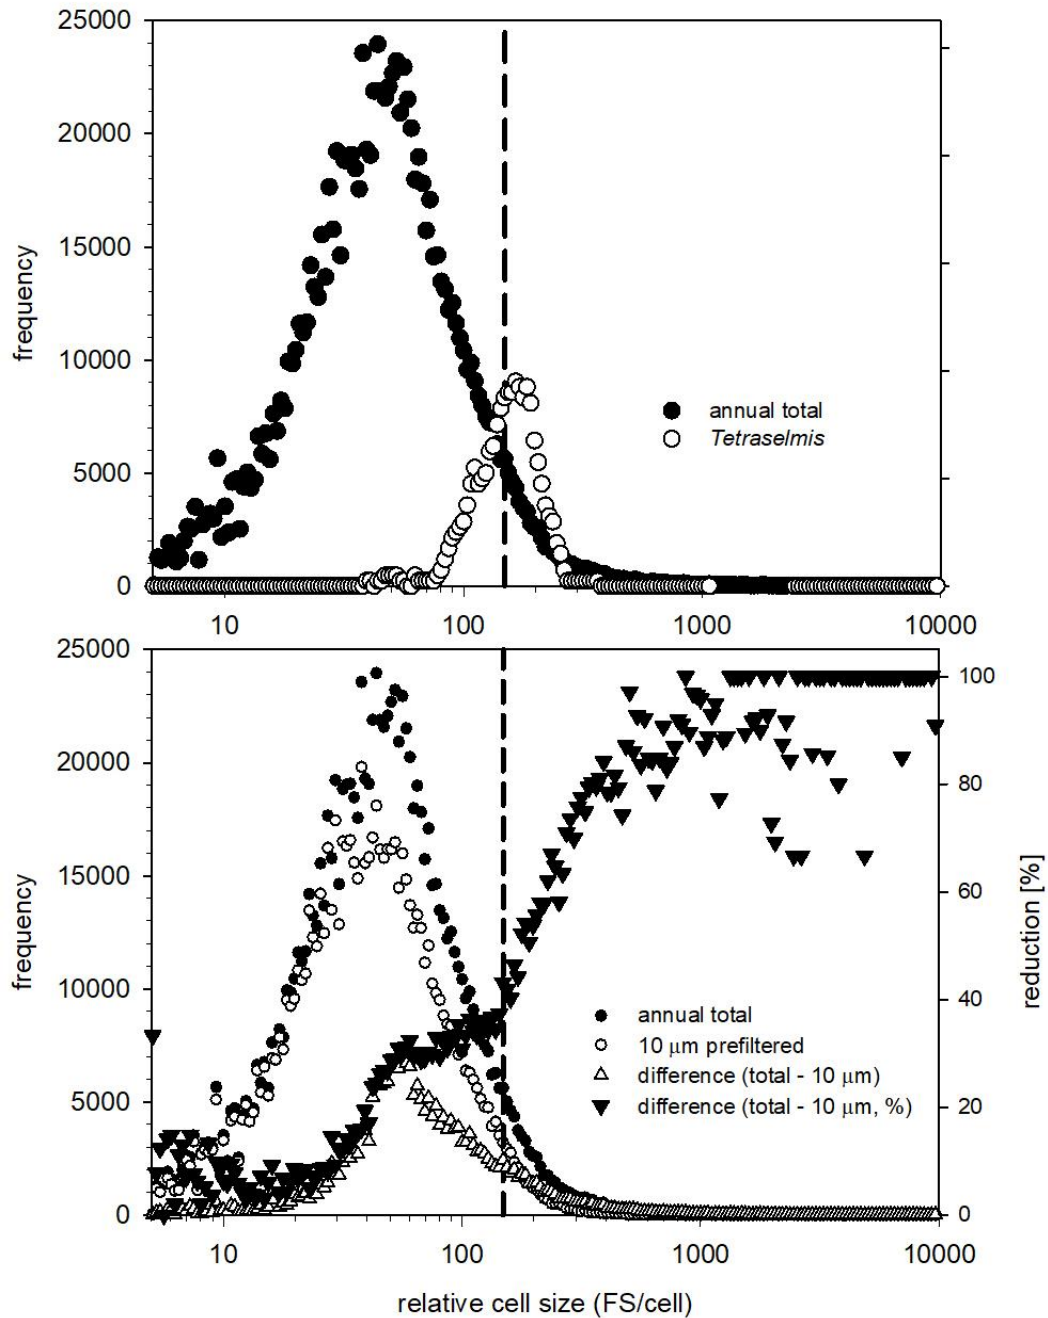 25000
20000
15000
10000
5000
0
frequency
annual total
Tetraselmis
10
100
1000
10000
25000
20000
15000
10000
5000
0
frequency
100
80
60
40
20
0
reduction [%]
annual total
10 μm prefiltered
difference (total - 10 μm)
difference (total - 10 μm, %)
10
100
1000
10000
relative cell size (FS/cell)